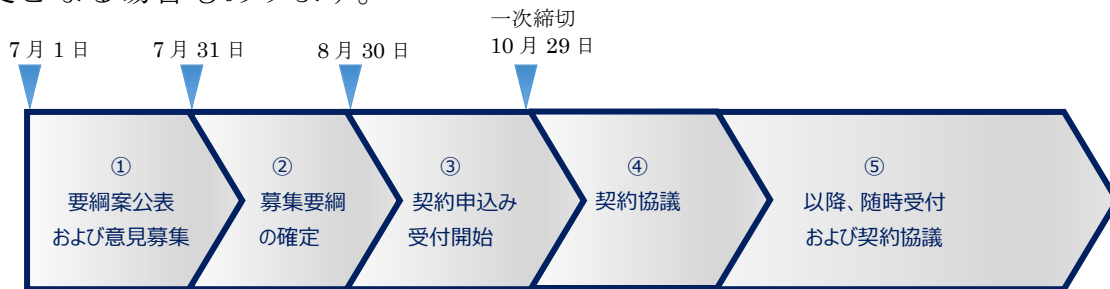 一次締切
7月1日 7月31日 8月30日 10月29日
①
要綱案公表
および意見募集
②
募集要綱
の確定
③
契約申込み
受付開始
④
契約協議
⑤
以降、随時受付
および契約協議